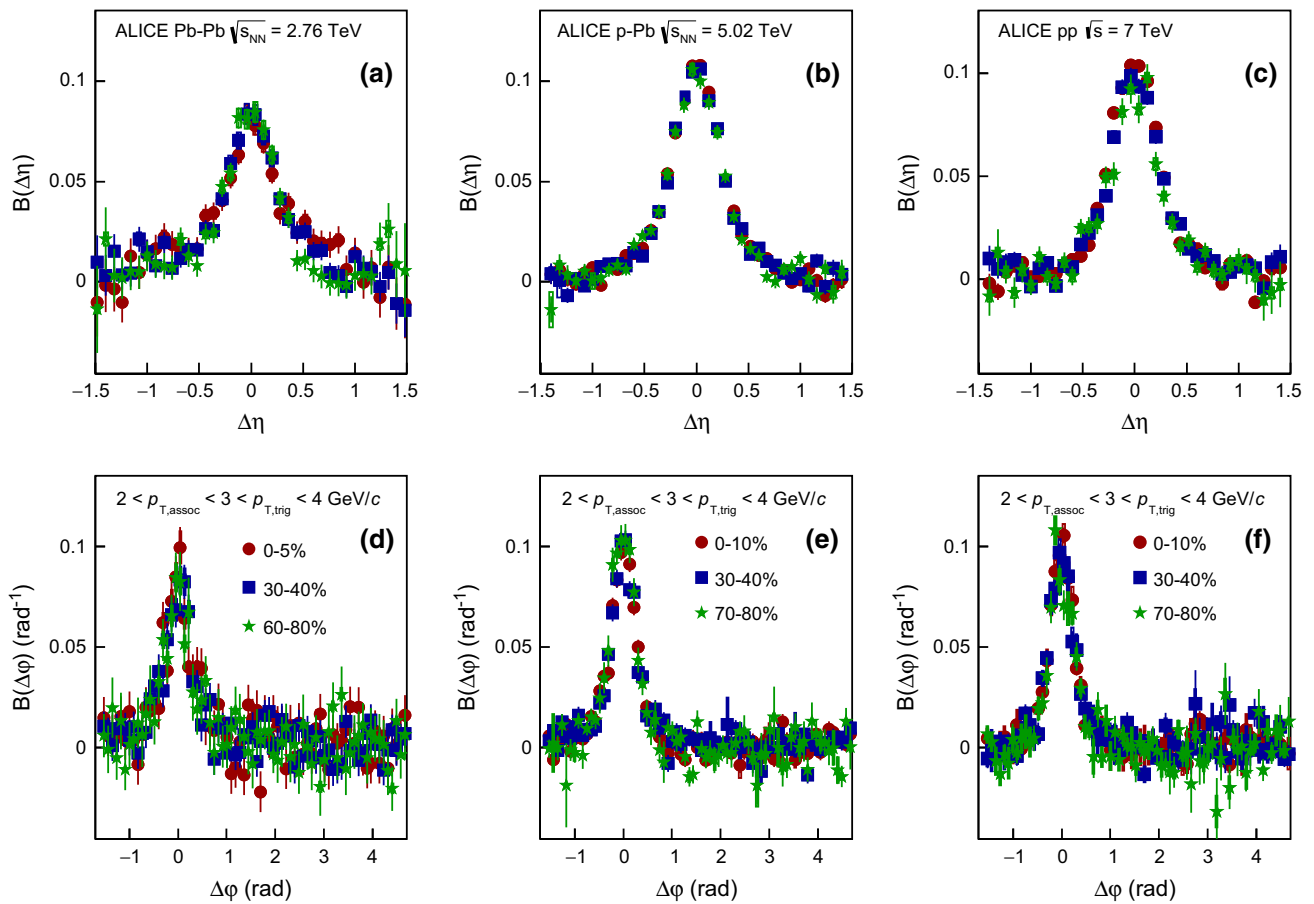 ALICE Pb-Pb √s_NN = 2.76 TeV
(a)
B(Δη)
0.1
0.05
0
−1.5 −1 −0.5 0 0.5 1 1.5
Δη
ALICE p-Pb √s_NN = 5.02 TeV
(b)
B(Δη)
0.1
0.05
0
−1.5 −1 −0.5 0 0.5 1 1.5
Δη
ALICE pp √s = 7 TeV
(c)
B(Δη)
0.1
0.05
0
−1.5 −1 −0.5 0 0.5 1 1.5
Δη
2 < p_T,assoc < 3 < p_T,trig < 4 GeV/c
(d)
0-5%
30-40%
60-80%
B(Δφ) (rad⁻¹)
0.1
0.05
0
−1 0 1 2 3 4
Δφ (rad)
2 < p_T,assoc < 3 < p_T,trig < 4 GeV/c
(e)
0-10%
30-40%
70-80%
B(Δφ) (rad⁻¹)
0.1
0.05
0
−1 0 1 2 3 4
Δφ (rad)
2 < p_T,assoc < 3 < p_T,trig < 4 GeV/c
(f)
0-10%
30-40%
70-80%
B(Δφ) (rad⁻¹)
0.1
0.05
0
−1 0 1 2 3 4
Δφ (rad)